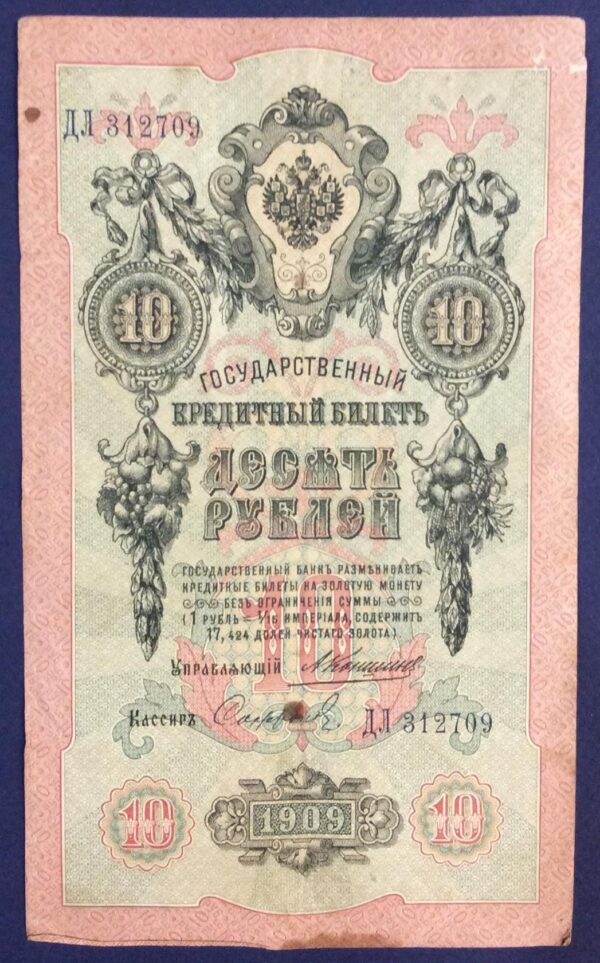 ДЛ 312709
10 10
ГОСУДАРСТВЕННЫЙ
КРЕДИТНЫЙ БИЛЕТЪ
ДЕСЯТЬ
РУБЛЕЙ
ГОСУДАРСТВЕННЫЙ БАНКЪ РАЗМѢНИВАЕТЪ
КРЕДИТНЫЕ БИЛЕТЫ НА ЗОЛОТУЮ МОНЕТУ
БЕЗЪ ОГРАНИЧЕНІЯ СУММЫ
(1 РУБЛЬ = 1/15 ИМПЕРІАЛА, СОДЕРЖИТЪ
17,424 ДОЛЕЙ ЧИСТАГО ЗОЛОТА)
10
Управляющій
Кассиръ ДЛ 312709
10 1909 10